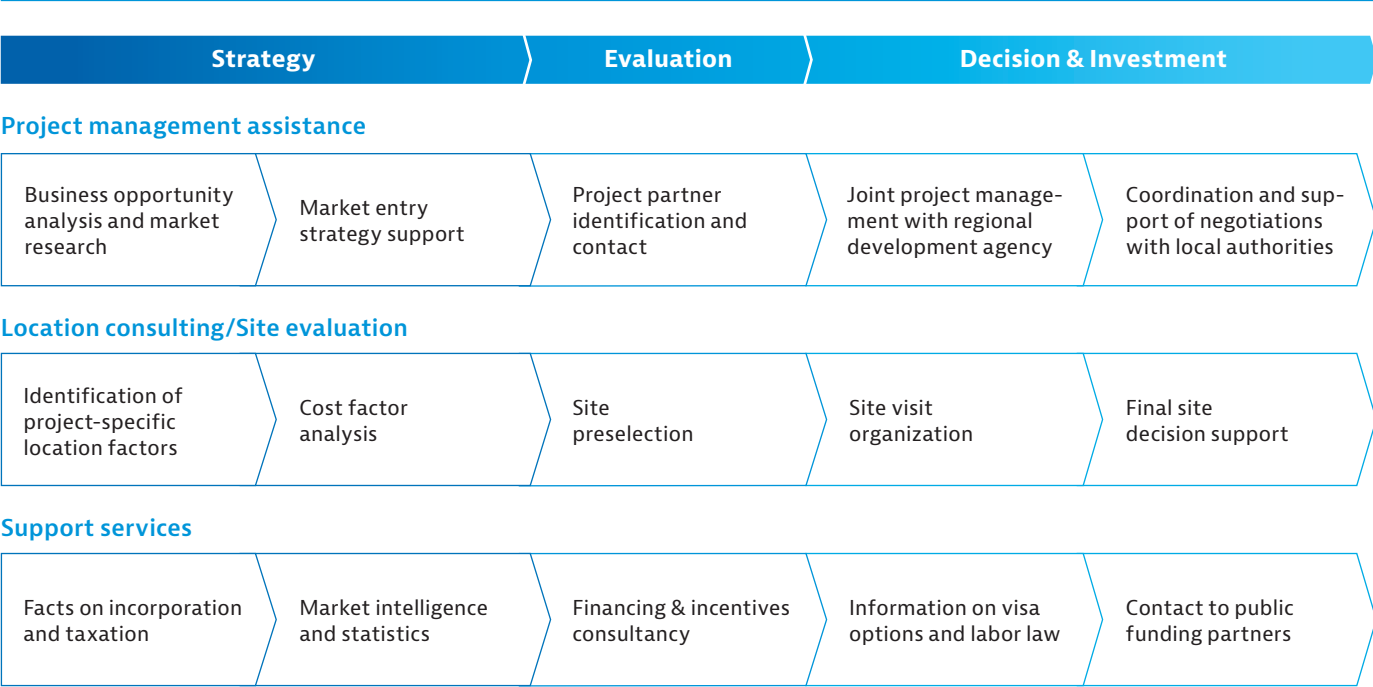 Strategy
Evaluation
Decision & Investment
Project management assistance
Business opportunity
analysis and market
research
Market entry
strategy support
Project partner
identification and
contact
Joint project manage-
ment with regional
development agency
Coordination and sup-
port of negotiations
with local authorities
Location consulting/Site evaluation
Identification of
project-specific
location factors
Cost factor
analysis
Site
preselection
Site visit
organization
Final site
decision support
Support services
Facts on incorporation
and taxation
Market intelligence
and statistics
Financing & incentives
consultancy
Information on visa
options and labor law
Contact to public
funding partners